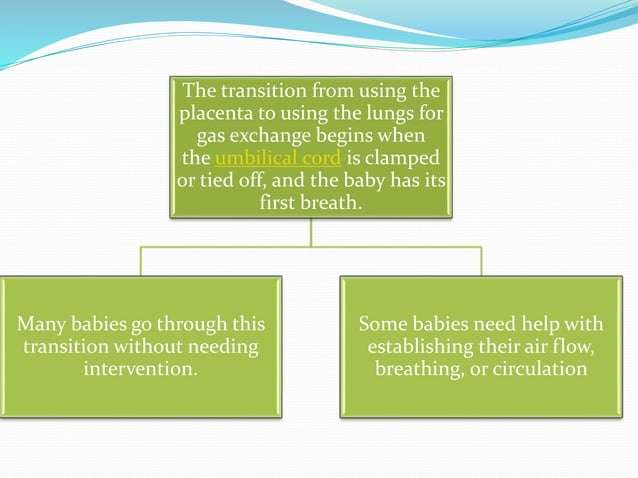 The transition from using the
placenta to using the lungs for
gas exchange begins when
the umbilical cord is clamped
or tied off, and the baby has its
first breath.
Many babies go through this
transition without needing
intervention.
Some babies need help with
establishing their air flow,
breathing, or circulation